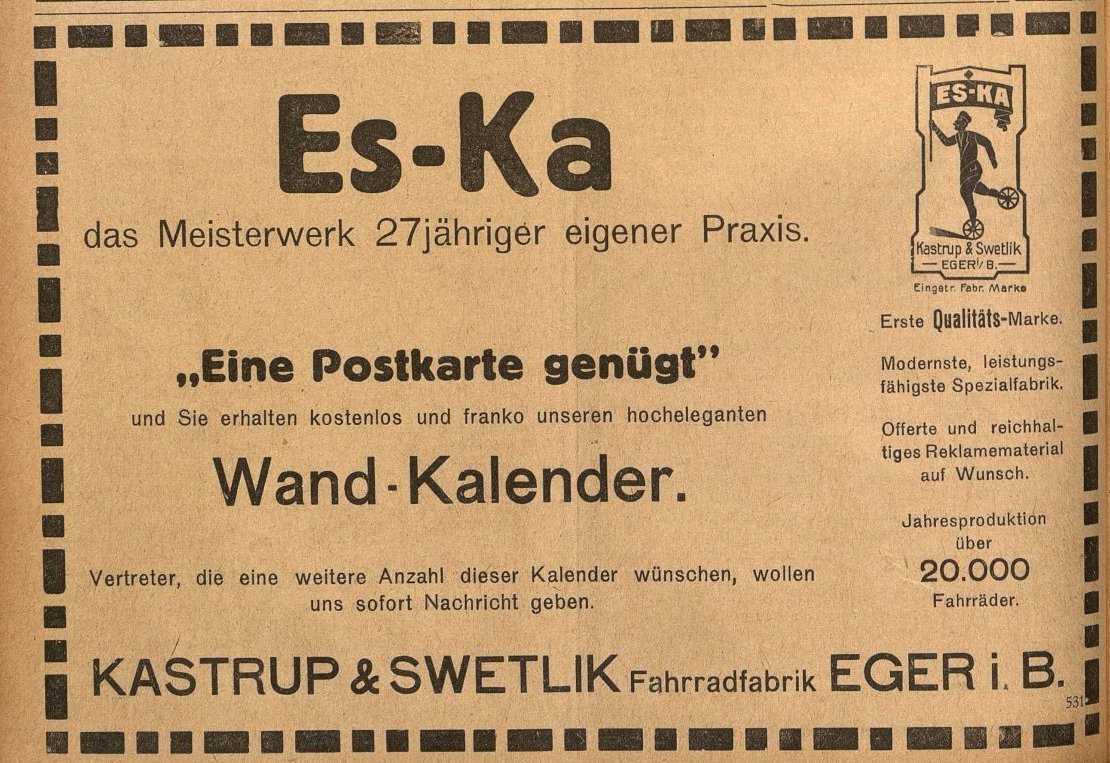 Es-Ka
das Meisterwerk 27jähriger eigener Praxis.
„Eine Postkarte genügt”
und Sie erhalten kostenlos und franko unseren hocheleganten
Wand-Kalender.
Vertreter, die eine weitere Anzahl dieser Kalender wünschen, wollen
uns sofort Nachricht geben.
ES-KA
Kastrup & Swetlik
EGER i/B.
Eingetr. Fabr. Marke
Erste Qualitäts-Marke.
Modernste, leistungs-
fähigste Spezialfabrik.
Offerte und reichhal-
tiges Reklamematerial
auf Wunsch.
Jahresproduktion
über
20.000
Fahrräder.
KASTRUP & SWETLIK Fahrradfabrik EGER i. B.
531